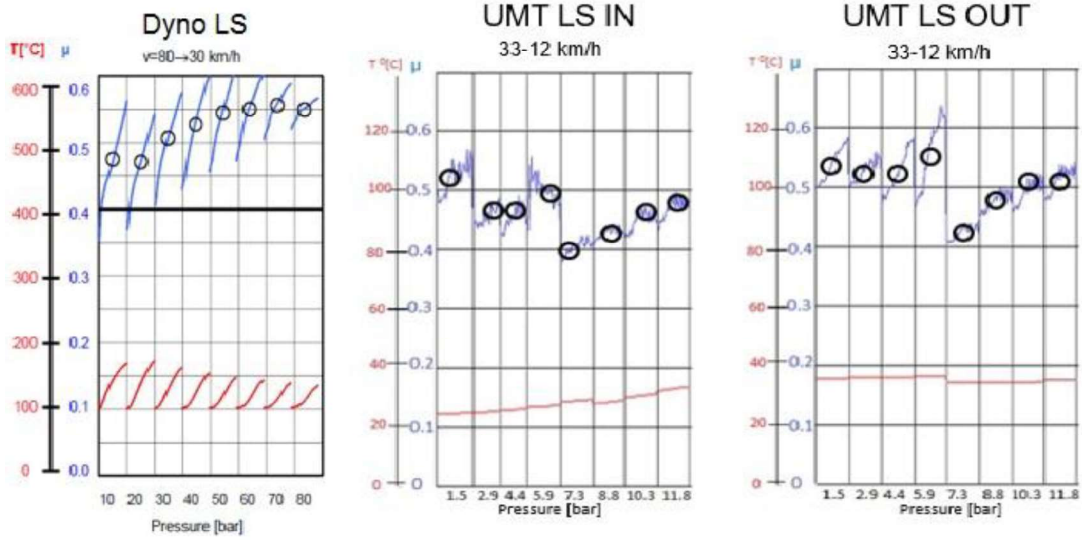 Dyno LS
v=80→30 km/h
T[°C] μ
600 0.6
500 0.5
400 0.4
300 0.3
200 0.2
100 0.1
0 0.0
10 20 30 40 50 60 70 80
Pressure [bar]
UMT LS IN
33-12 km/h
T °[C] μ
120 0.6
100 0.5
80 0.4
60 0.3
40 0.2
20 0.1
0 0
1.5 2.9 4.4 5.9 7.3 8.8 10.3 11.8
Pressure [bar]
UMT LS OUT
33-12 km/h
T °[C] μ
120 0.6
100 0.5
80 0.4
60 0.3
40 0.2
20 0.1
0 0
1.5 2.9 4.4 5.9 7.3 8.8 10.3 11.8
Pressure [bar]